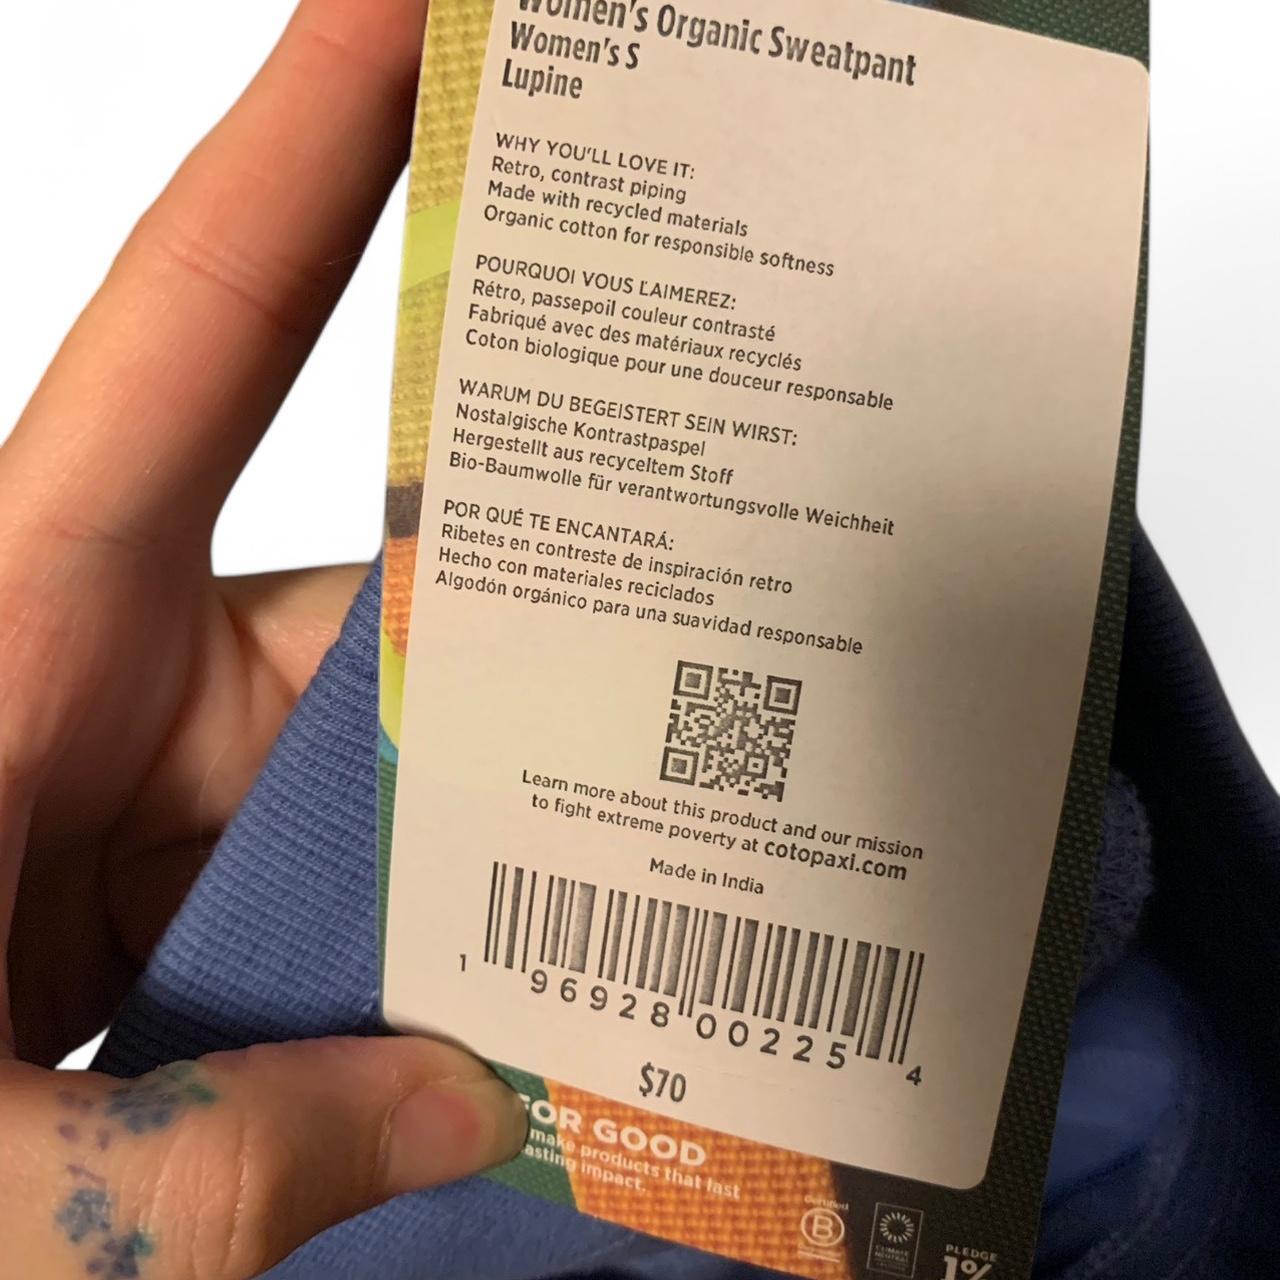 Women's Organic Sweatpant
Women's S
Lupine
WHY YOU'LL LOVE IT:
Retro, contrast piping
Made with recycled materials
Organic cotton for responsible softness
POURQUOI VOUS L'AIMEREZ:
Rétro, passepoil couleur contrasté
Fabriqué avec des matériaux recyclés
Coton biologique pour une douceur responsable
WARUM DU BEGEISTERT SEIN WIRST:
Nostalgische Kontrastpaspel
Hergestellt aus recyceltem Stoff
Bio-Baumwolle für verantwortungsvolle Weichheit
POR QUÉ TE ENCANTARÁ:
Ribetes en contreste de inspiración retro
Hecho con materiales reciclados
Algodón orgánico para una suavidad responsable
Learn more about this product and our mission
to fight extreme poverty at cotopaxi.com
Made in India
1 96928 00225 4
$70
FOR GOOD
make products that last
lasting impact.
Certified
B
CLIMATE
NEUTRAL
PLEDGE
1%